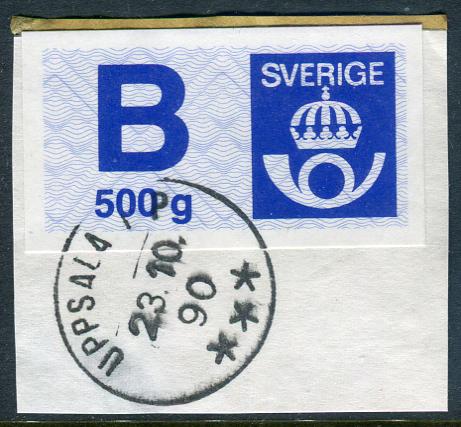 B
500 g
SVERIGE
UPPSALA 1 P
23.10.
90
***